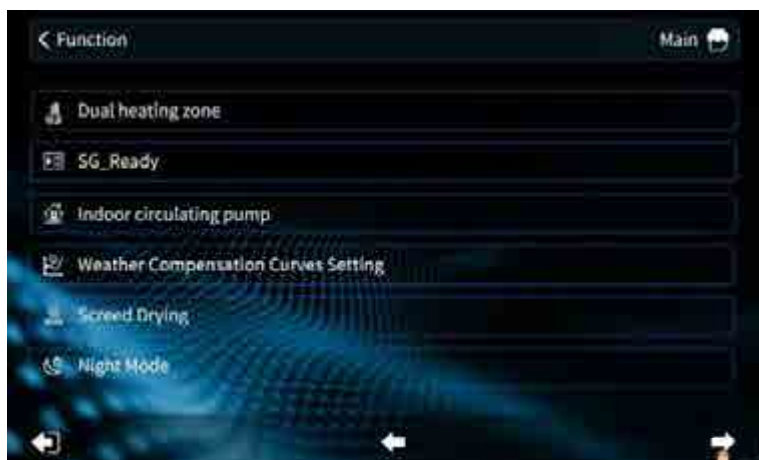 Function
Main
Dual heating zone
SG_Ready
Indoor circulating pump
Weather Compensation Curves Setting
Screed Drying
Night Mode